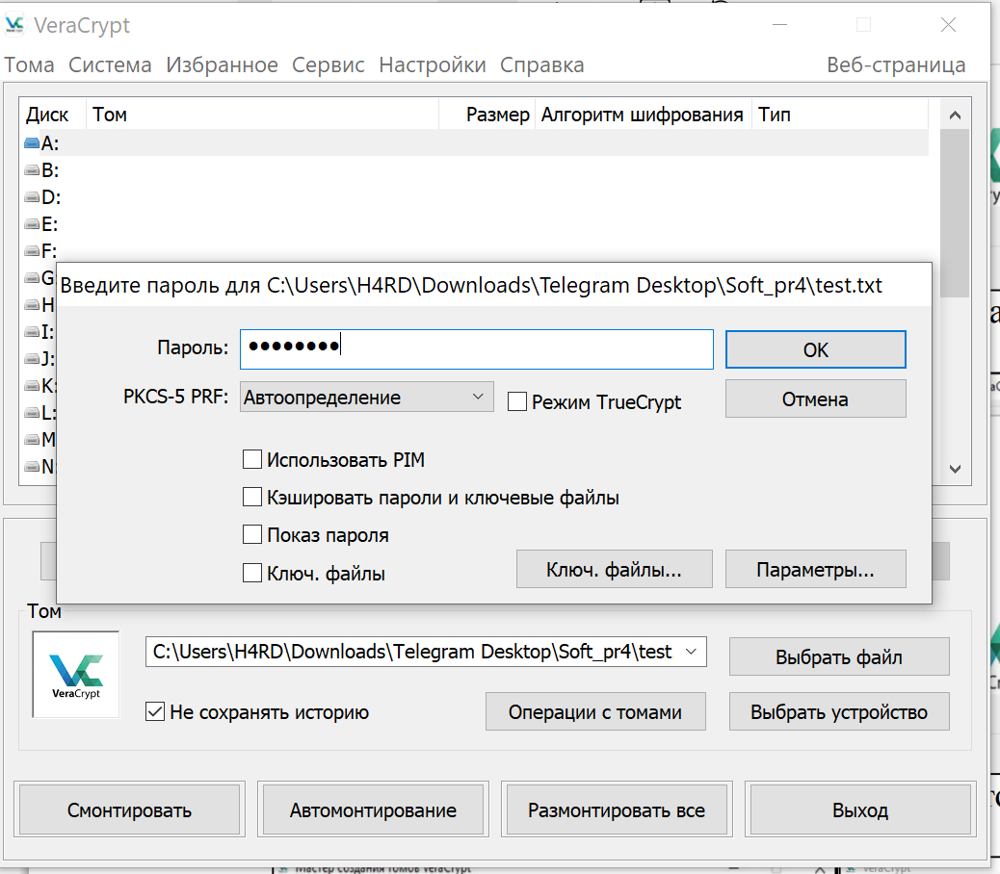 VeraCrypt
Тома Система Избранное Сервис Настройки Справка Веб-страница
Диск Том Размер Алгоритм шифрования Тип
A:
B:
D:
E:
F:
G
H
I:
J:
K:
L:
M
N:
Введите пароль для C:\Users\H4RD\Downloads\Telegram Desktop\Soft_pr4\test.txt
Пароль: ●●●●●●●● OK
PKCS-5 PRF: Автоопределение Режим TrueCrypt Отмена
Использовать PIM
Кэшировать пароли и ключевые файлы
Показ пароля
Ключ. файлы Ключ. файлы... Параметры...
Том
VeraCrypt
C:\Users\H4RD\Downloads\Telegram Desktop\Soft_pr4\test Выбрать файл
Не сохранять историю Операции с томами Выбрать устройство
Смонтировать Автомонтирование Размонтировать все Выход
Мастер создания томов VeraCrypt VeraCrypt